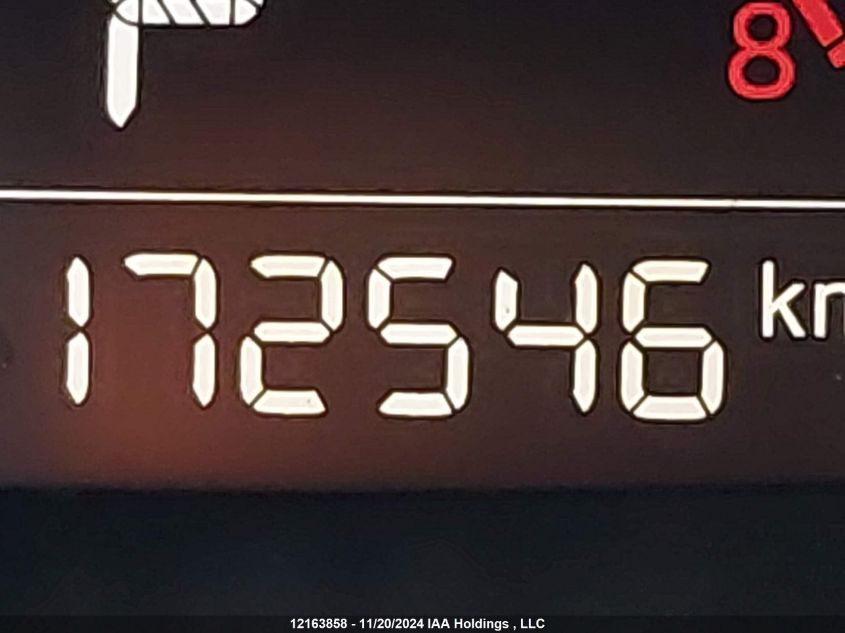 P
8
172546 km
12163858 - 11/20/2024 IAA Holdings , LLC